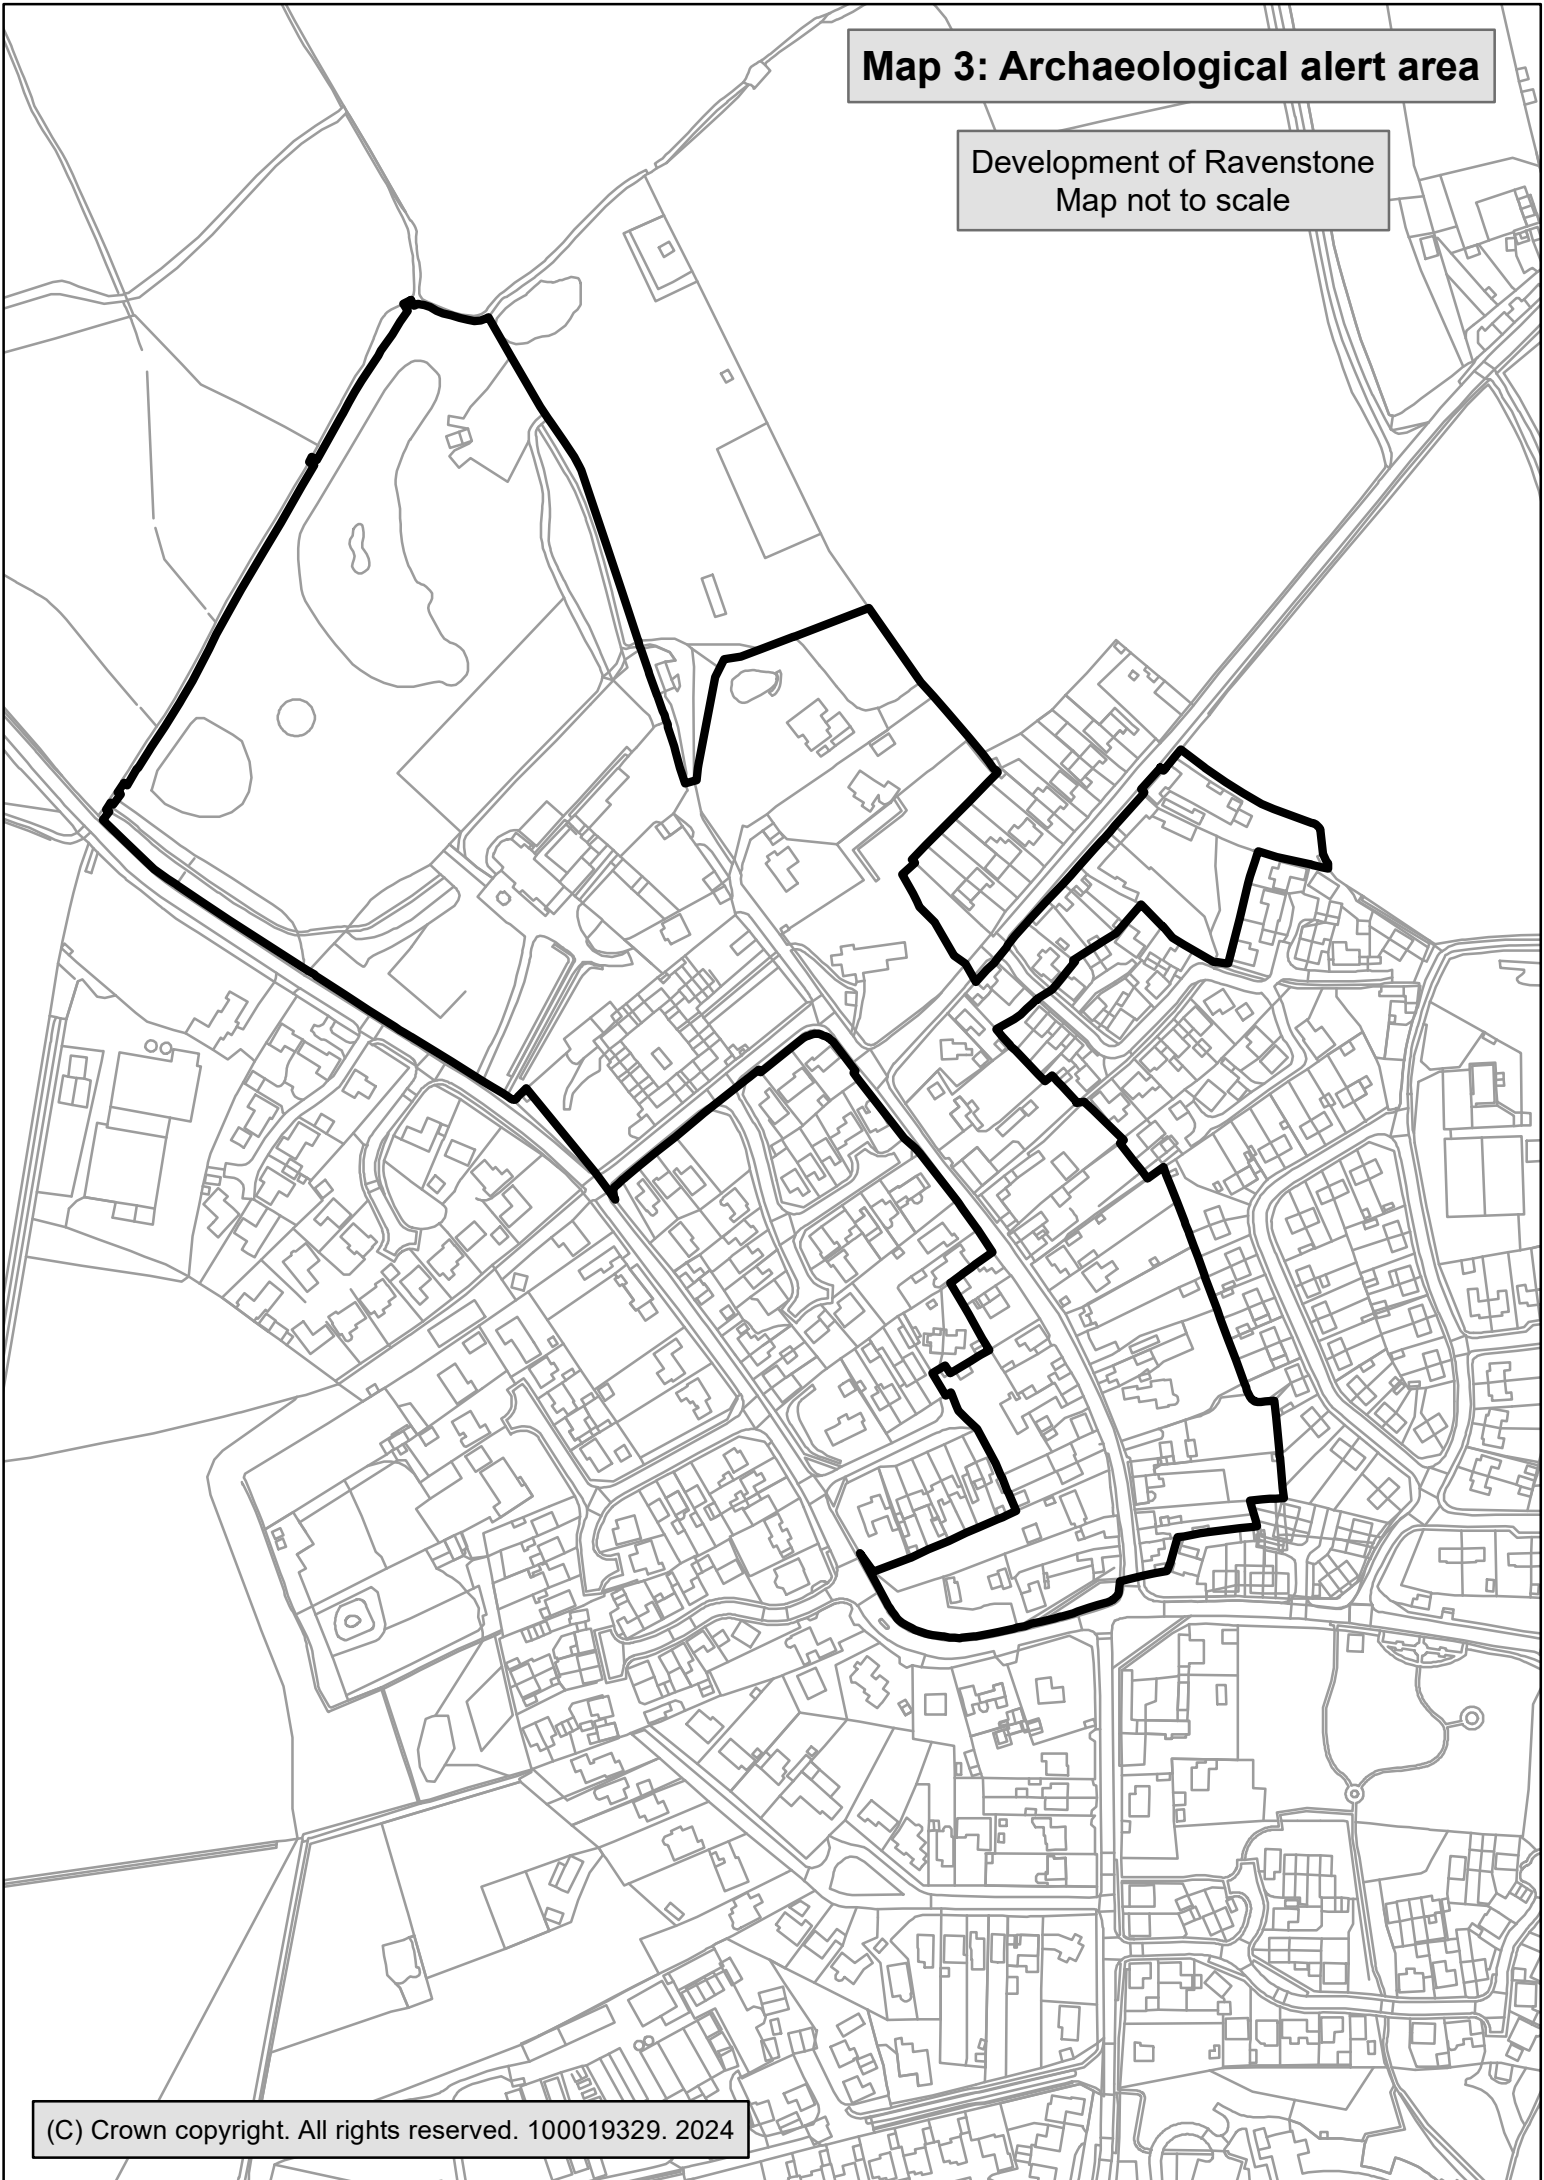 Map 3: Archaeological alert area
Development of Ravenstone
Map not to scale
(C) Crown copyright. All rights reserved. 100019329. 2024